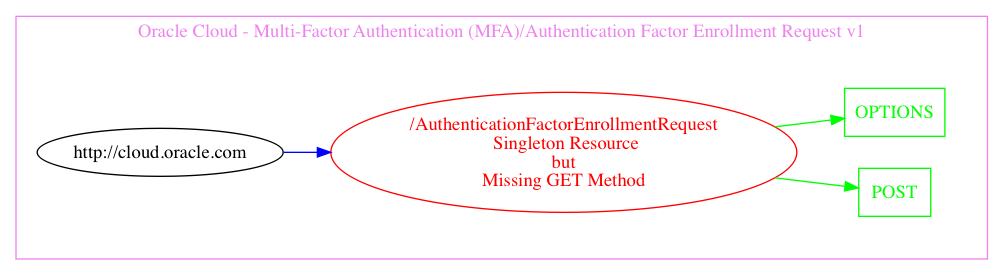 Oracle Cloud - Multi-Factor Authentication (MFA)/Authentication Factor Enrollment Request v1
http://cloud.oracle.com
/AuthenticationFactorEnrollmentRequest
Singleton Resource
but
Missing GET Method
OPTIONS
POST